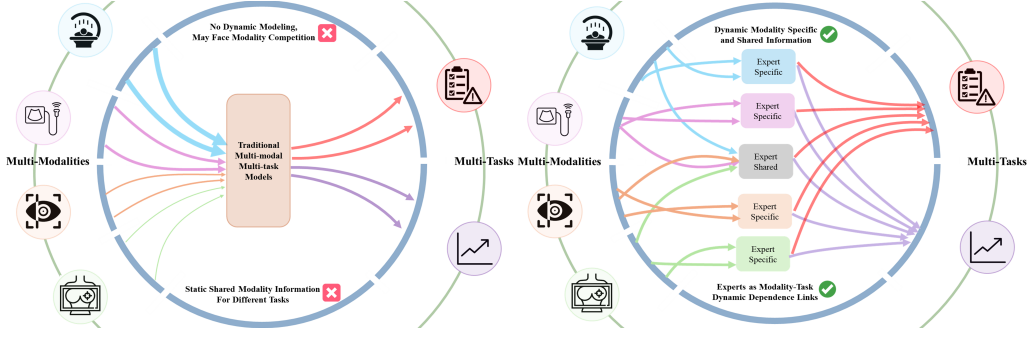 No Dynamic Modeling,
May Face Modality Competition
Multi-Modalities
Traditional
Multi-modal
Multi-task
Models
Multi-Tasks
Static Shared Modality Information
For Different Tasks
Dynamic Modality Specific
and Shared Information
Multi-Modalities
Expert
Specific
Expert
Specific
Expert
Shared
Expert
Specific
Expert
Specific
Multi-Tasks
Experts as Modality-Task
Dynamic Dependence Links